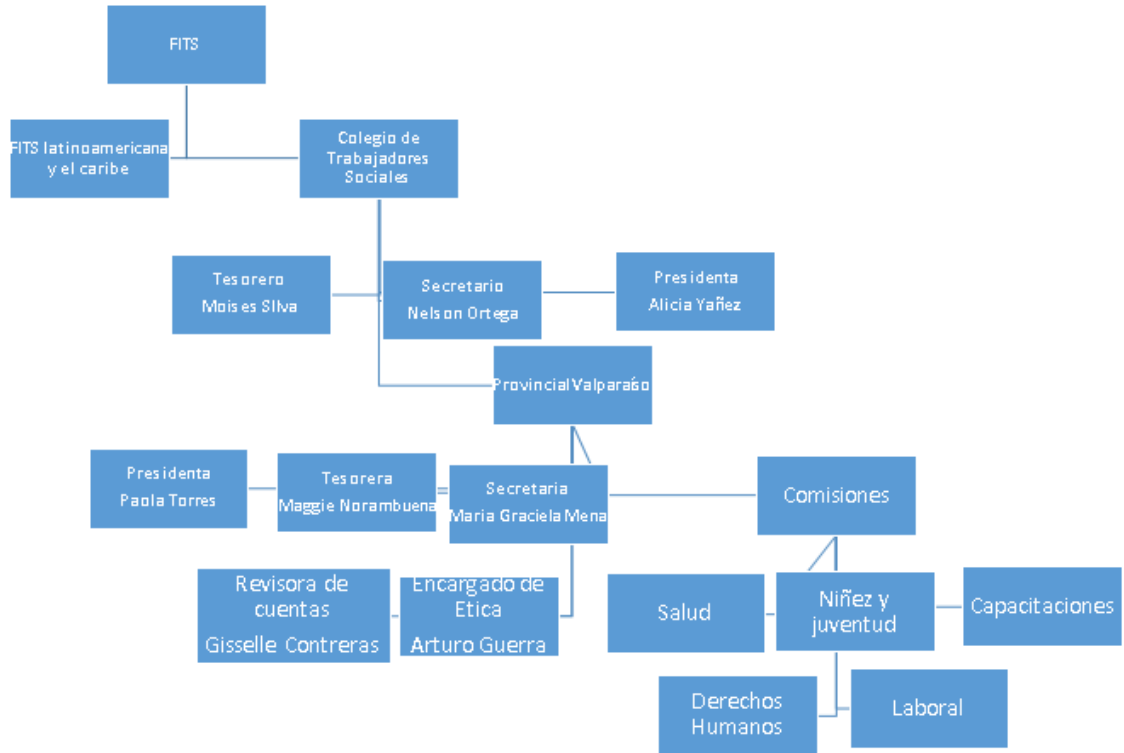 FITS
FITS latinoamericana
y el caribe
Colegio de
Trabajadores
Sociales
Tesorero
Moises Silva
Secretario
Nelson Ortega
Presidenta
Alicia Yañez
Provincial Valparaíso
Presidenta
Paola Torres
Tesorera
Maggie Norambuena
Secretaria
Maria Graciela Mena
Comisiones
Revisora de
cuentas
Gisselle Contreras
Encargado de
Etica
Arturo Guerra
Salud
Niñez y
juventud
Capacitaciones
Derechos
Humanos
Laboral